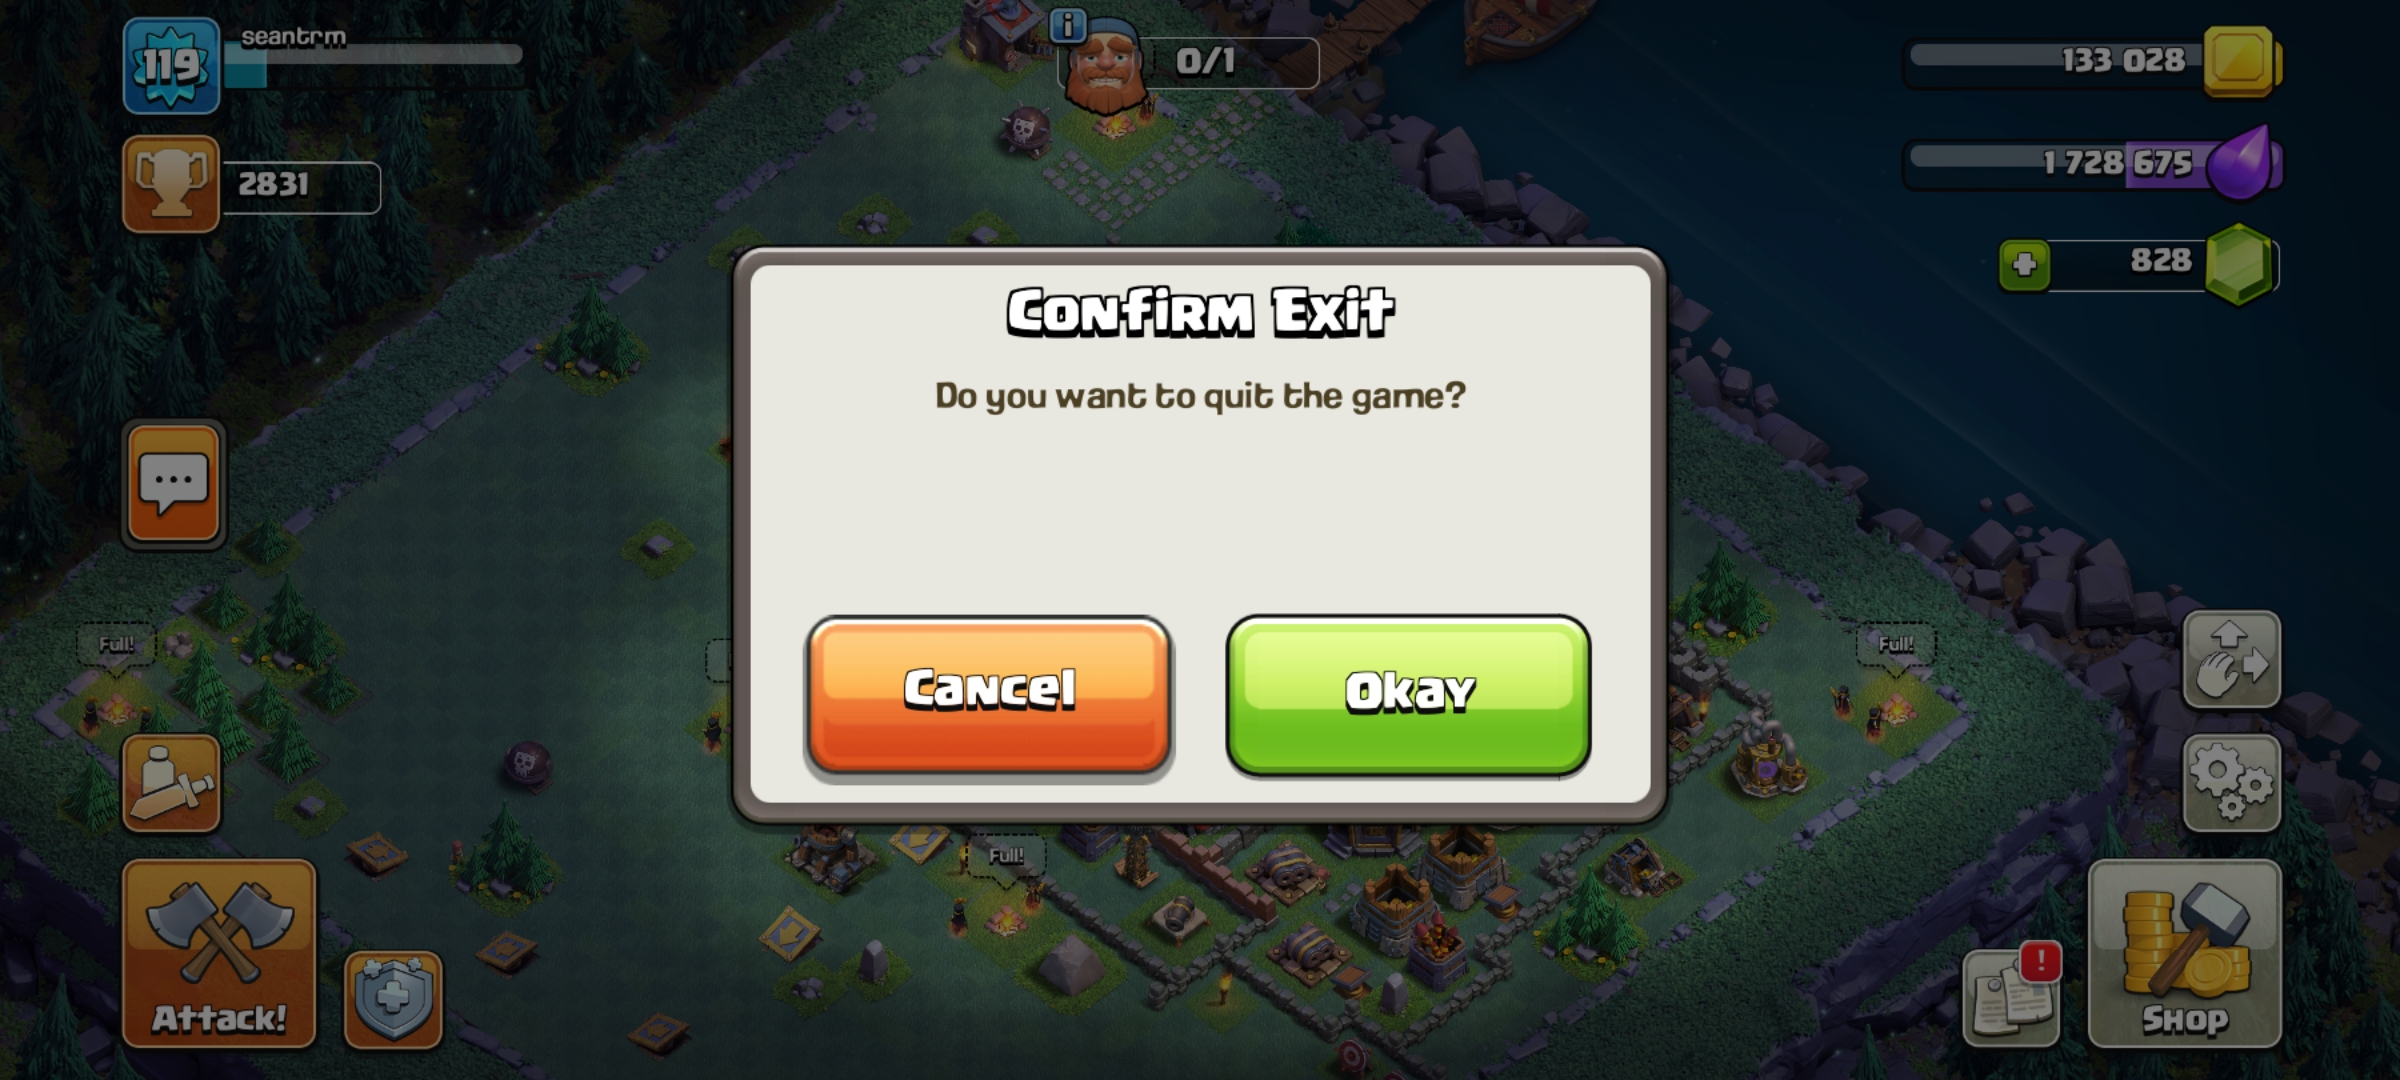 119
seantrm
i
0/1
133 028
2831
1 728 675
828
Confirm Exit
Do you want to quit the game?
Full!
Full!
Cancel
Okay
Full!
!
Attack!
Shop